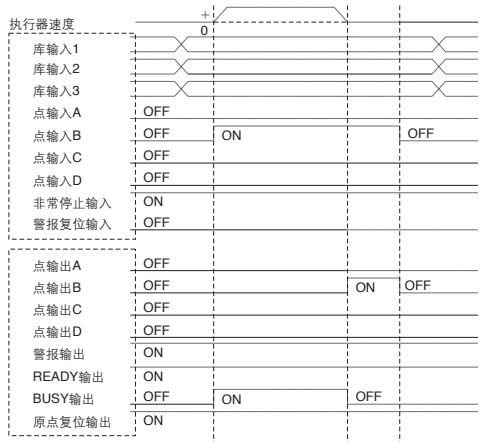 +
执行器速度
0
库输入1
库输入2
库输入3
点输入A OFF
点输入B OFF ON OFF
点输入C OFF
点输入D OFF
非常停止输入 ON
警报复位输入 OFF
点输出A OFF
点输出B OFF ON OFF
点输出C OFF
点输出D OFF
警报输出 ON
READY输出 ON
BUSY输出 OFF ON OFF
原点复位输出 ON